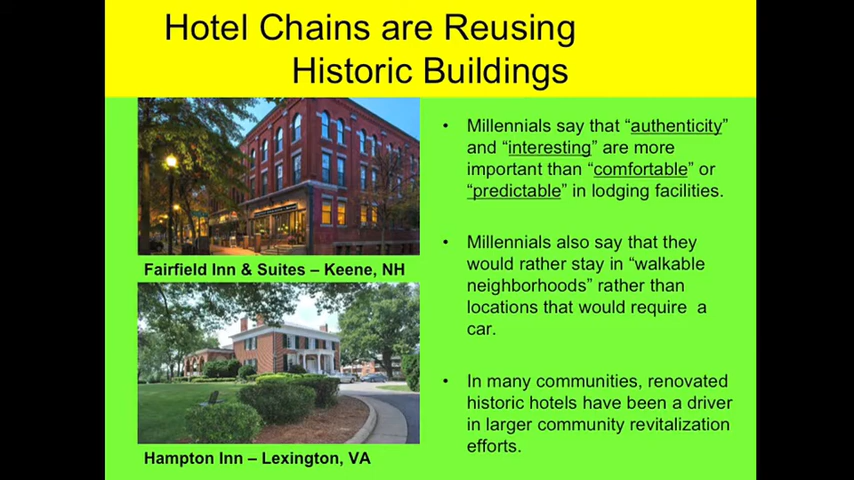 Hotel Chains are Reusing
Historic Buildings
• Millennials say that “authenticity”
and “interesting” are more
important than “comfortable” or
“predictable” in lodging facilities.
Fairfield Inn & Suites – Keene, NH
• Millennials also say that they
would rather stay in “walkable
neighborhoods” rather than
locations that would require a
car.
• In many communities, renovated
historic hotels have been a driver
in larger community revitalization
efforts.
Hampton Inn – Lexington, VA